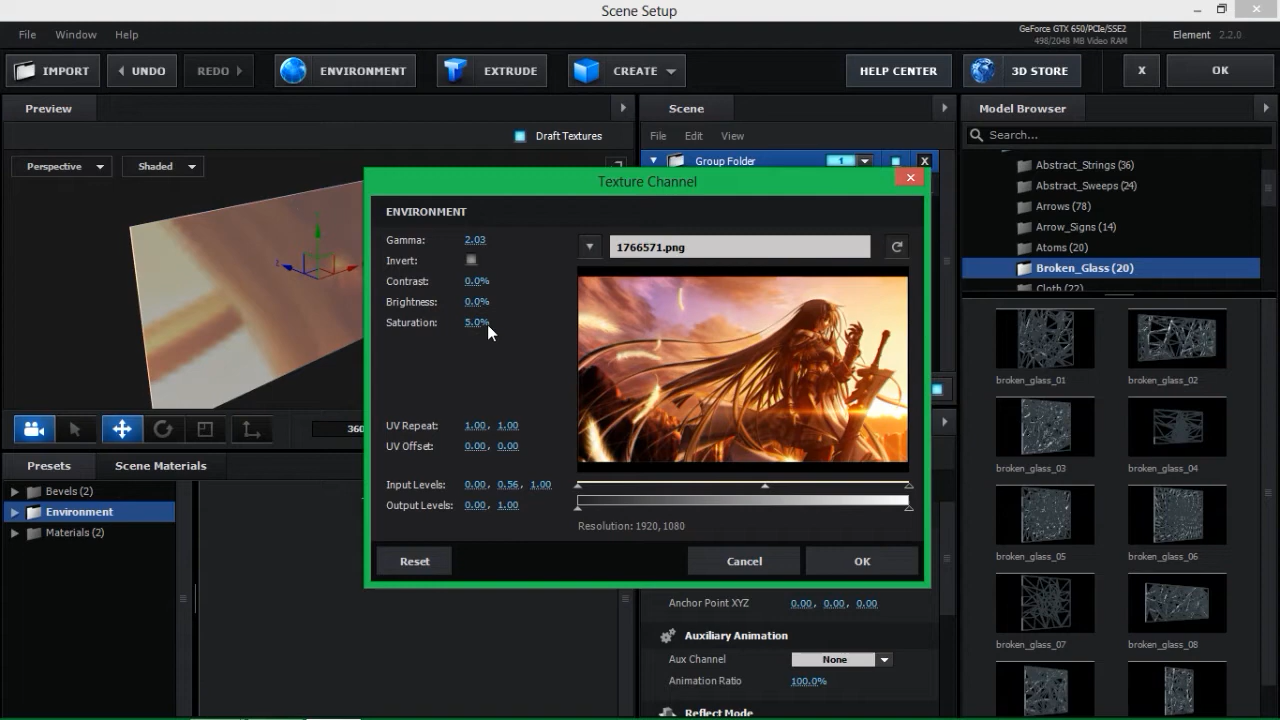 Scene Setup
File Window Help
GeForce GTX 650/PCIe/SSE2
498/2048 MB Video RAM
Element 2.2.0
IMPORT UNDO REDO ENVIRONMENT EXTRUDE CREATE HELP CENTER 3D STORE X OK
Preview Scene Model Browser
Draft Textures File Edit View Search...
Perspective Shaded
Group Folder 1 X
Abstract_Strings (36)
Abstract_Sweeps (24)
Arrows (78)
Arrow_Signs (14)
Atoms (20)
Broken_Glass (20)
Cloth (22)
Texture Channel
ENVIRONMENT
Gamma: 2.03
Invert:
Contrast: 0.0%
Brightness: 0.0%
Saturation: 5.0%
1766571.png
UV Repeat: 1.00, 1.00
UV Offset: 0.00, 0.00
Input Levels: 0.00, 0.56, 1.00
Output Levels: 0.00, 1.00
Resolution: 1920, 1080
Reset Cancel OK
360
Presets Scene Materials
Bevels (2)
Environment
Materials (2)
Anchor Point XYZ 0.00, 0.00, 0.00
Auxiliary Animation
Aux Channel None
Animation Ratio 100.0%
Reflect Mode
broken_glass_01 broken_glass_02
broken_glass_03 broken_glass_04
broken_glass_05 broken_glass_06
broken_glass_07 broken_glass_08